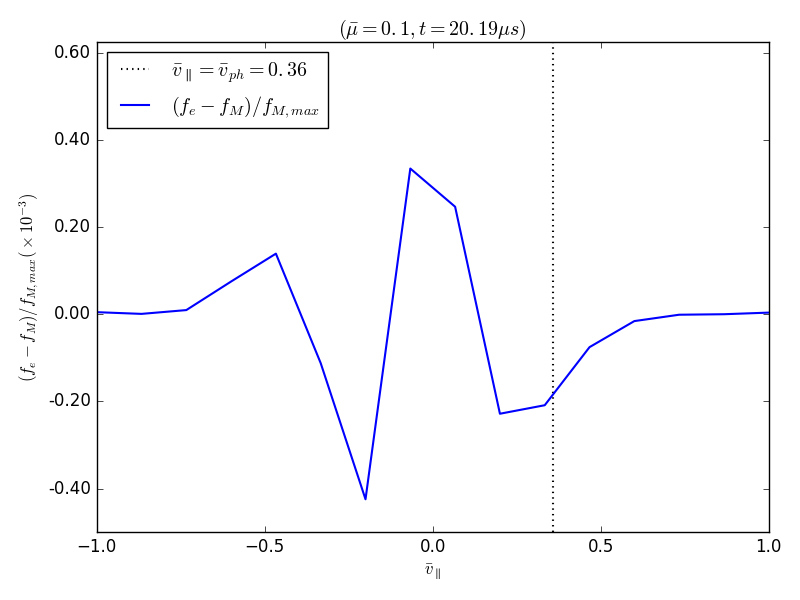 (μ̄ = 0.1, t = 20.19μs)
v̄∥ = v̄ph = 0.36
(fe − fM)/fM,max
0.60
0.40
0.20
0.00
-0.20
-0.40
(fe − fM)/fM,max(×10−3)
−1.0 −0.5 0.0 0.5 1.0
v̄∥